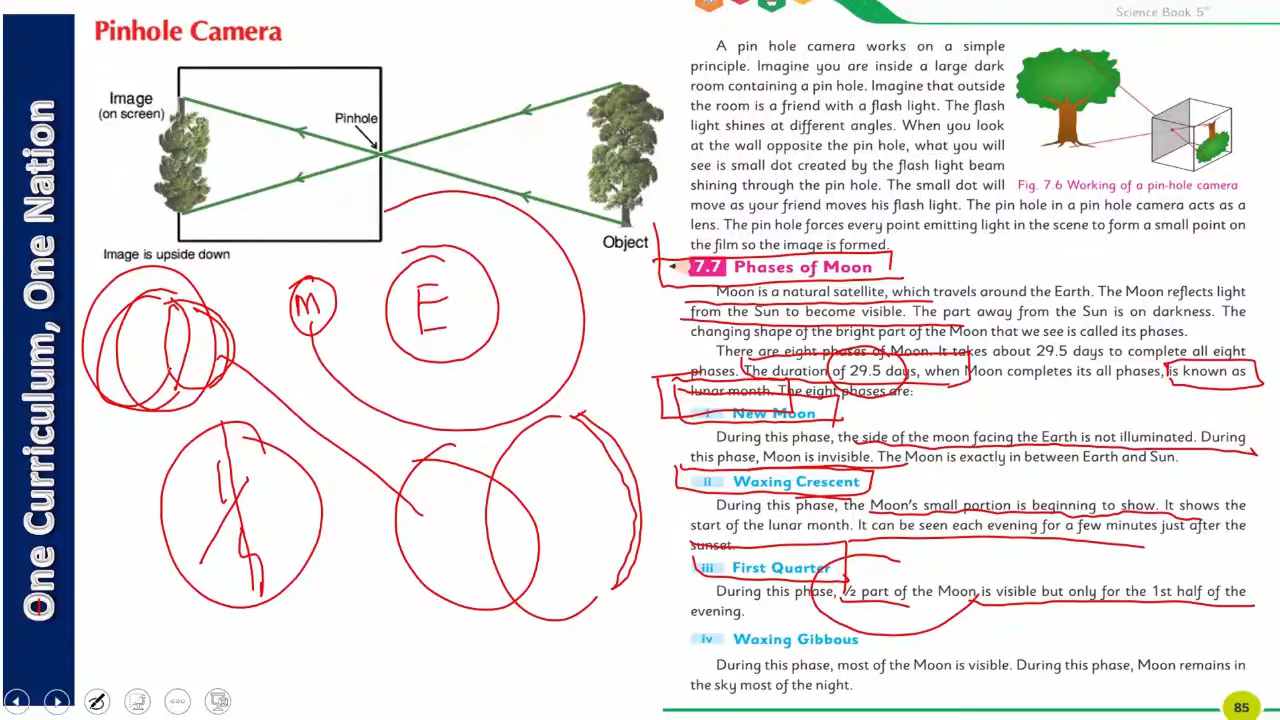 One Curriculum, One Nation
Pinhole Camera
Image
(on screen)
Pinhole
Object
Image is upside down
m
E
Science Book 5th
A pin hole camera works on a simple
principle. Imagine you are inside a large dark
room containing a pin hole. Imagine that outside
the room is a friend with a flash light. The flash
light shines at different angles. When you look
at the wall opposite the pin hole, what you will
see is small dot created by the flash light beam
shining through the pin hole. The small dot will
Fig. 7.6 Working of a pin-hole camera
move as your friend moves his flash light. The pin hole in a pin hole camera acts as a
lens. The pin hole forces every point emitting light in the scene to form a small point on
the film so the image is formed.
7.7 Phases of Moon
Moon is a natural satellite, which travels around the Earth. The Moon reflects light
from the Sun to become visible. The part away from the Sun is on darkness. The
changing shape of the bright part of the Moon that we see is called its phases.
There are eight phases of Moon. It takes about 29.5 days to complete all eight
phases. The duration of 29.5 days, when Moon completes its all phases, is known as
lunar month. The eight phases are:
i New Moon
During this phase, the side of the moon facing the Earth is not illuminated. During
this phase, Moon is invisible. The Moon is exactly in between Earth and Sun.
ii Waxing Crescent
During this phase, the Moon's small portion is beginning to show. It shows the
start of the lunar month. It can be seen each evening for a few minutes just after the
sunset.
iii First Quarter
During this phase, ½ part of the Moon is visible but only for the 1st half of the
evening.
iv Waxing Gibbous
During this phase, most of the Moon is visible. During this phase, Moon remains in
the sky most of the night.
85